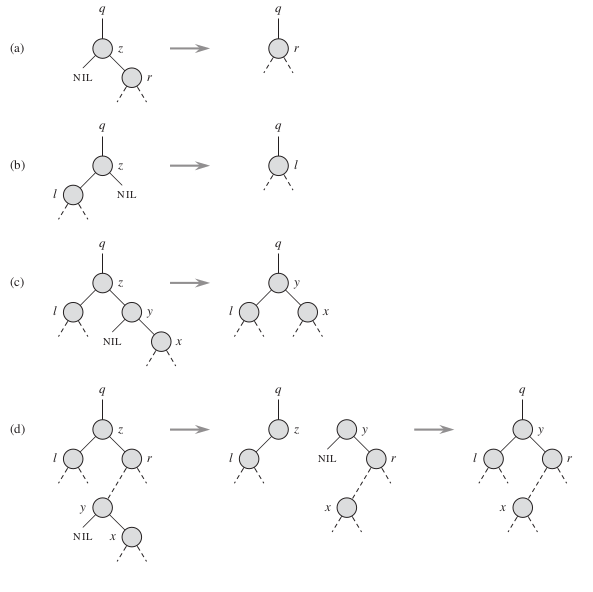 q q
(a) z r
NIL r
q q
(b) z l
l NIL
q q
(c) z y
l y l x
NIL x
q q q
(d) z z y y
l r l NIL r l r
y x x
NIL x